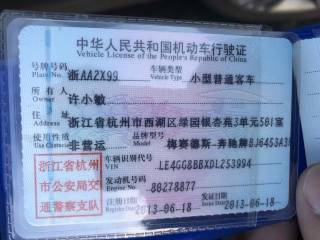 中华人民共和国机动车行驶证
Vehicle License of the People's Republic of China
号牌号码 浙AA2X99 车辆类型 小型普通客车
Plate No. Vehicle Type
所有人 许小敏
Owner
住址 浙江省杭州市西湖区绿园银杏苑3单元501室
Address
使用性质 非营运 品牌型号 梅赛德斯-奔驰牌BJ6453A3
浙江省杭州市公安局交通警察支队
车辆识别代号 LE4GG8BBXDL253994
VIN
发动机号码 80278877
Engine No.
注册日期 2013-06-18 发证日期 2013-06-18
Register Date Issue Date